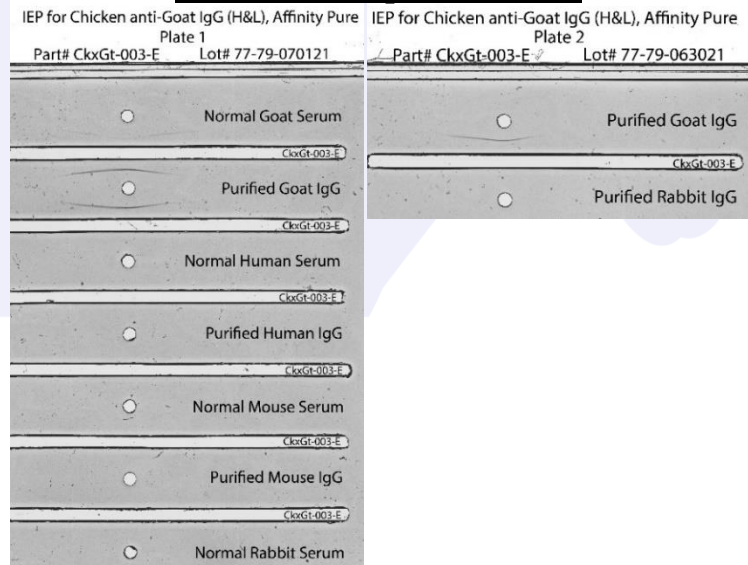 IEP for Chicken anti-Goat IgG (H&L), Affinity Pure
Plate 1
Part# CkxGt-003-E Lot# 77-79-070121
Normal Goat Serum
CkxGt-003-E
Purified Goat IgG
CkxGt-003-E
Normal Human Serum
CkxGt-003-E
Purified Human IgG
CkxGt-003-E
Normal Mouse Serum
CkxGt-003-E
Purified Mouse IgG
CkxGt-003-E
Normal Rabbit Serum
IEP for Chicken anti-Goat IgG (H&L), Affinity Pure
Plate 2
Part# CkxGt-003-E Lot# 77-79-063021
Purified Goat IgG
CkxGt-003-E
Purified Rabbit IgG